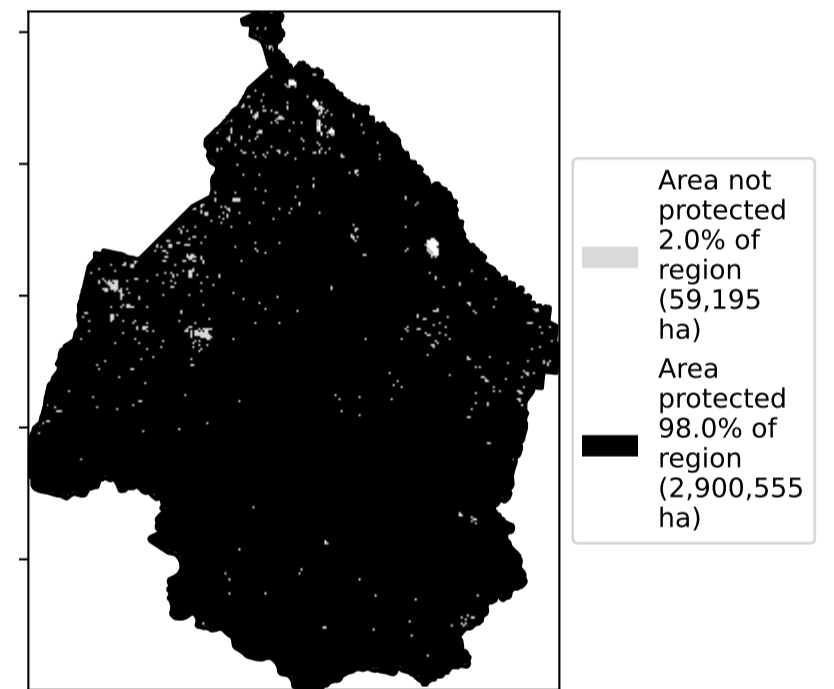 Area not
protected
2.0% of
region
(59,195
ha)
Area
protected
98.0% of
region
(2,900,555
ha)